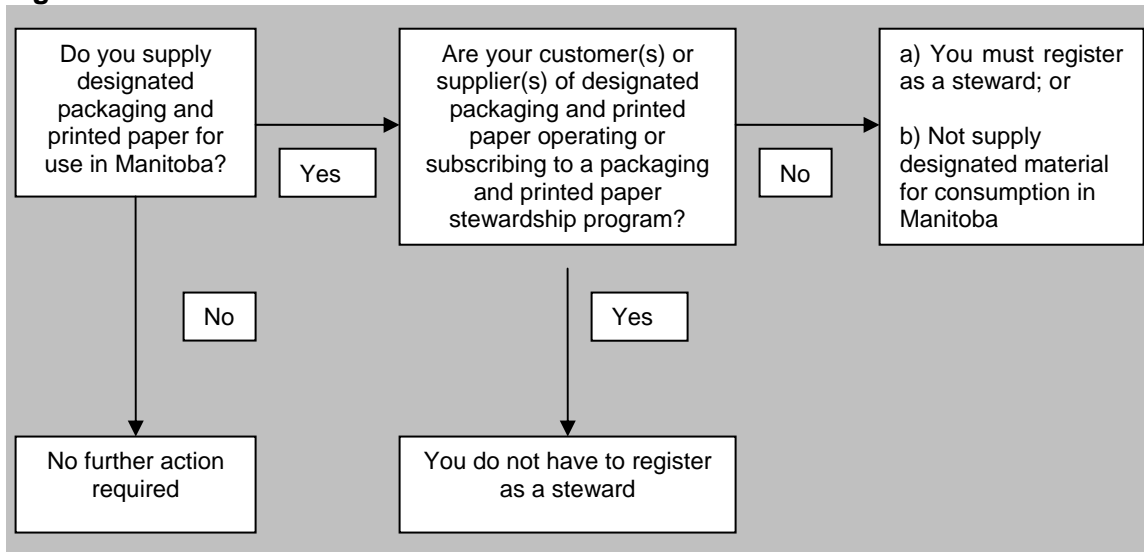 Do you supply
designated
packaging and
printed paper for
use in Manitoba?
Yes
Are your customer(s) or
supplier(s) of designated
packaging and printed
paper operating or
subscribing to a packaging
and printed paper
stewardship program?
No
a) You must register
as a steward; or
b) Not supply
designated material
for consumption in
Manitoba
No
Yes
No further action
required
You do not have to register
as a steward